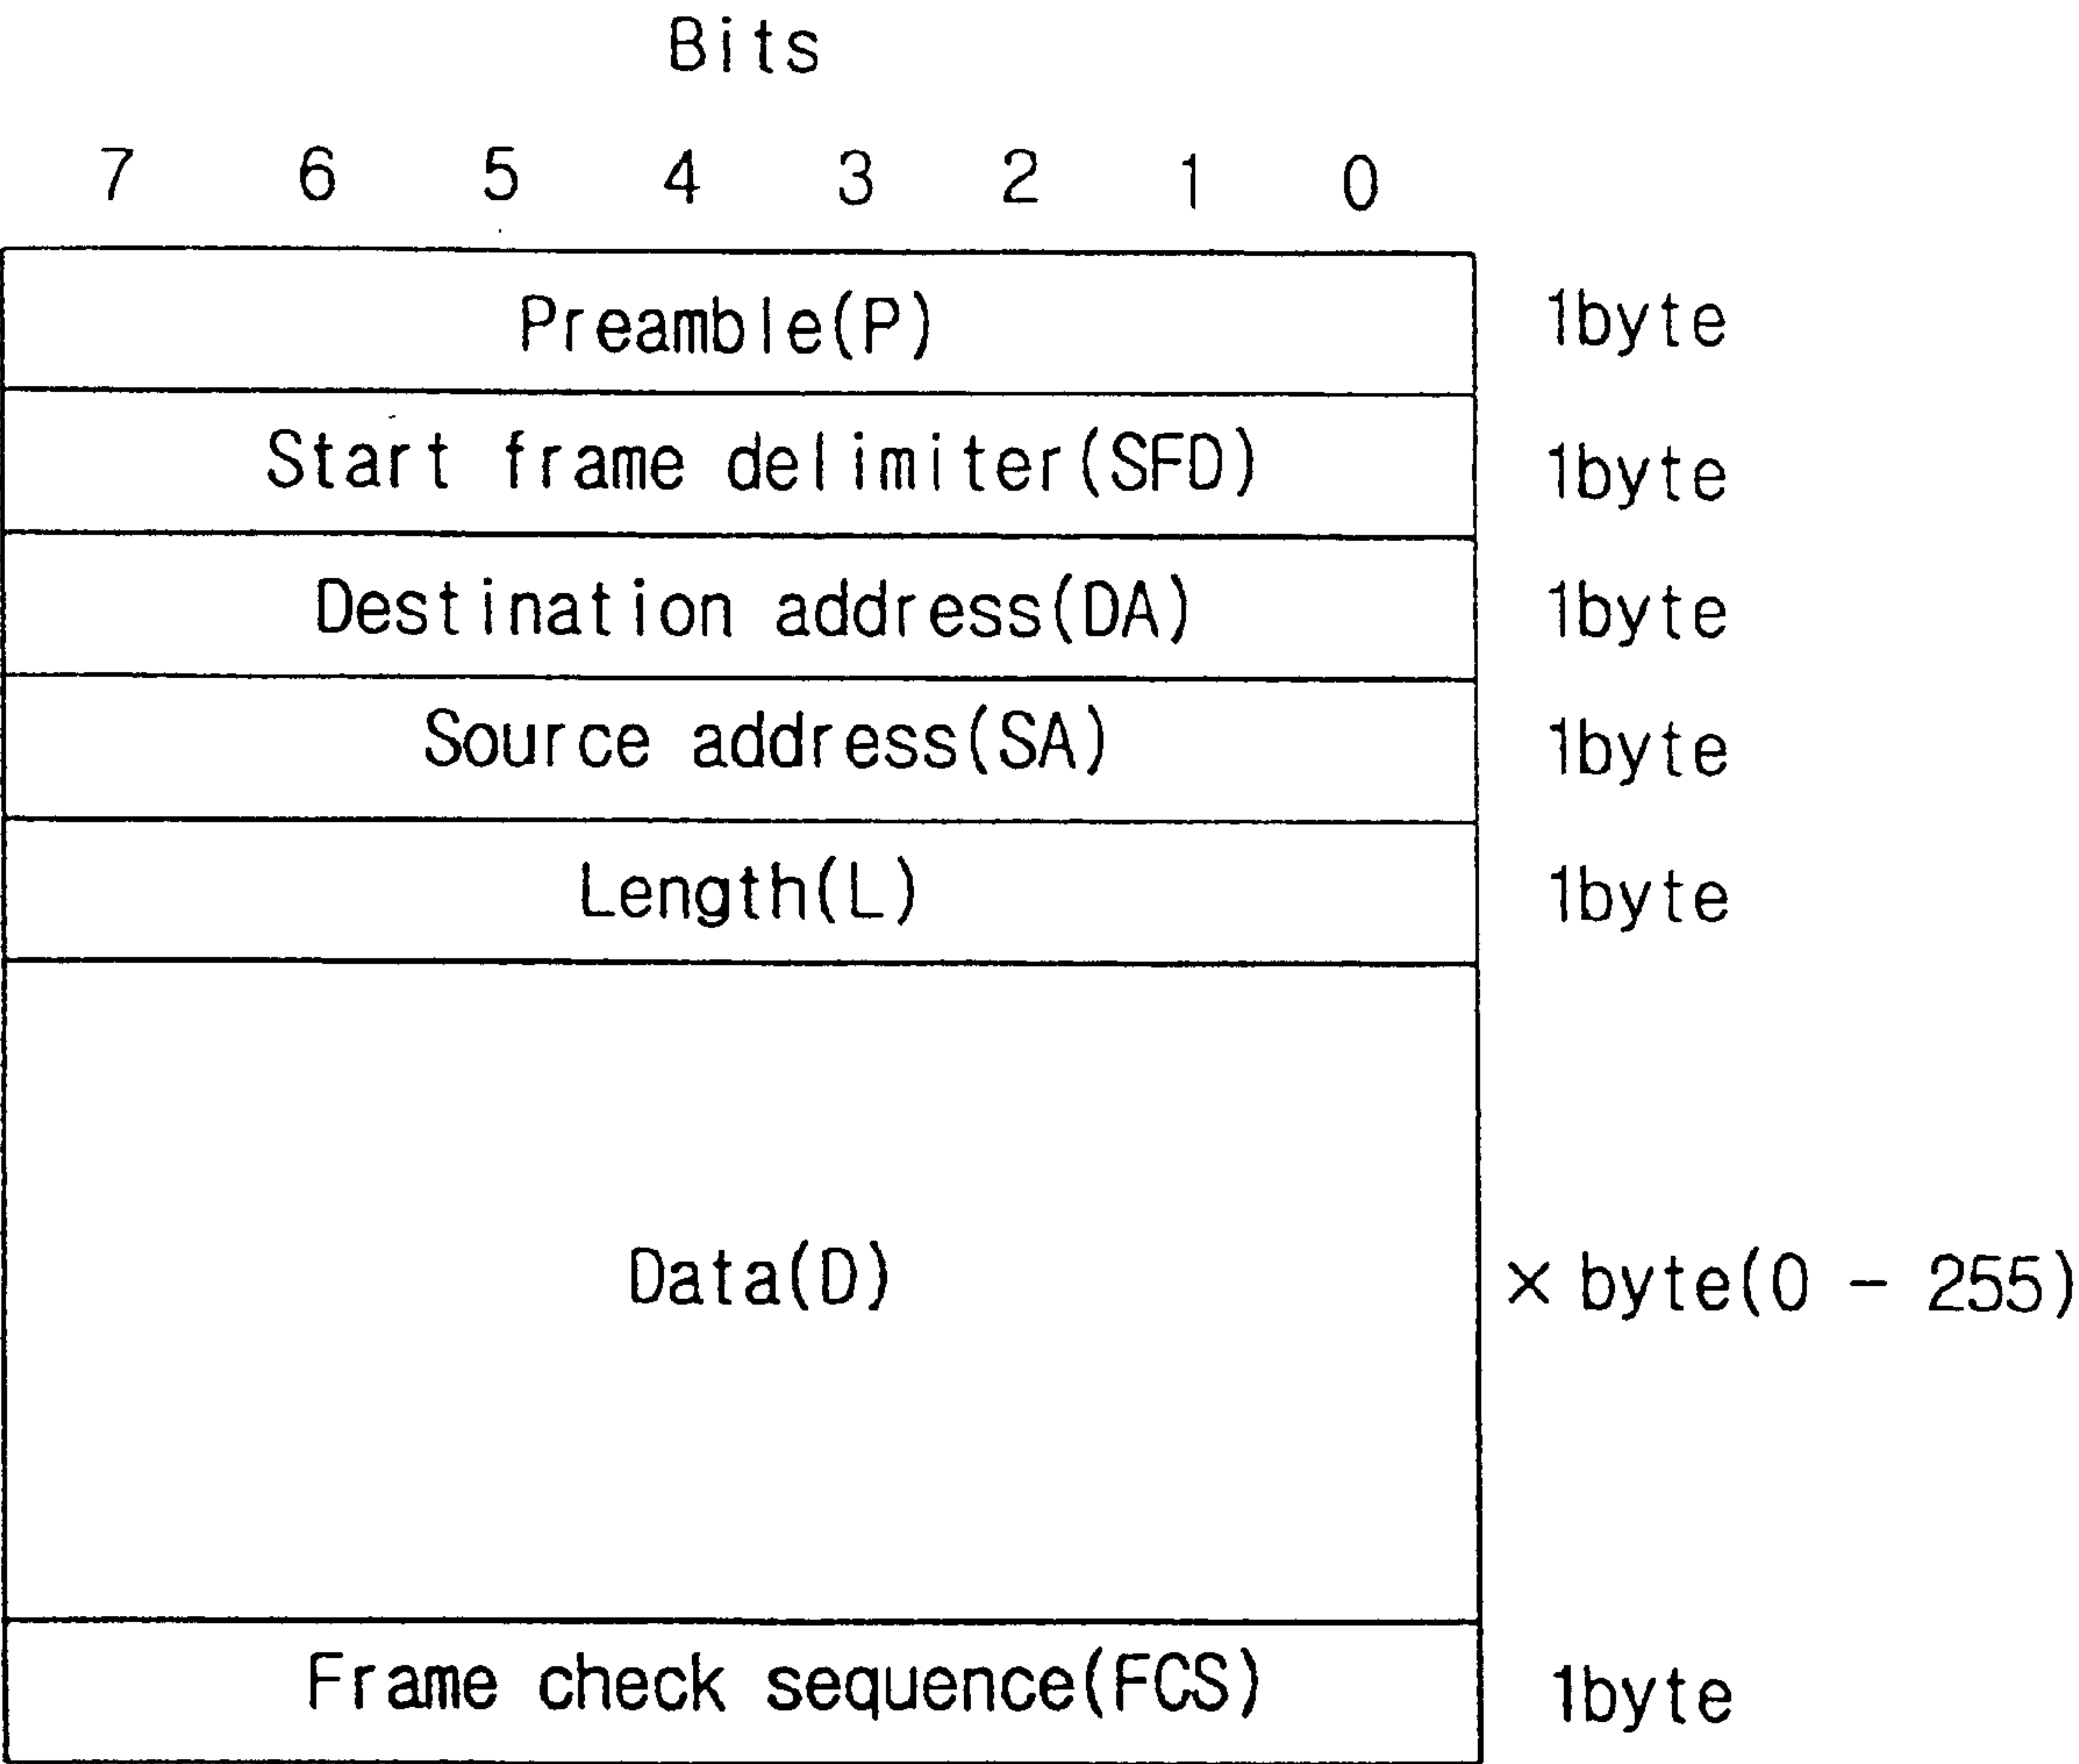 Bits
7 6 5 4 3 2 1 0
Preamble(P) 1byte
Start frame delimiter(SFD) 1byte
Destination address(DA) 1byte
Source address(SA) 1byte
Length(L) 1byte
Data(D) × byte(0 – 255)
Frame check sequence(FCS) 1byte